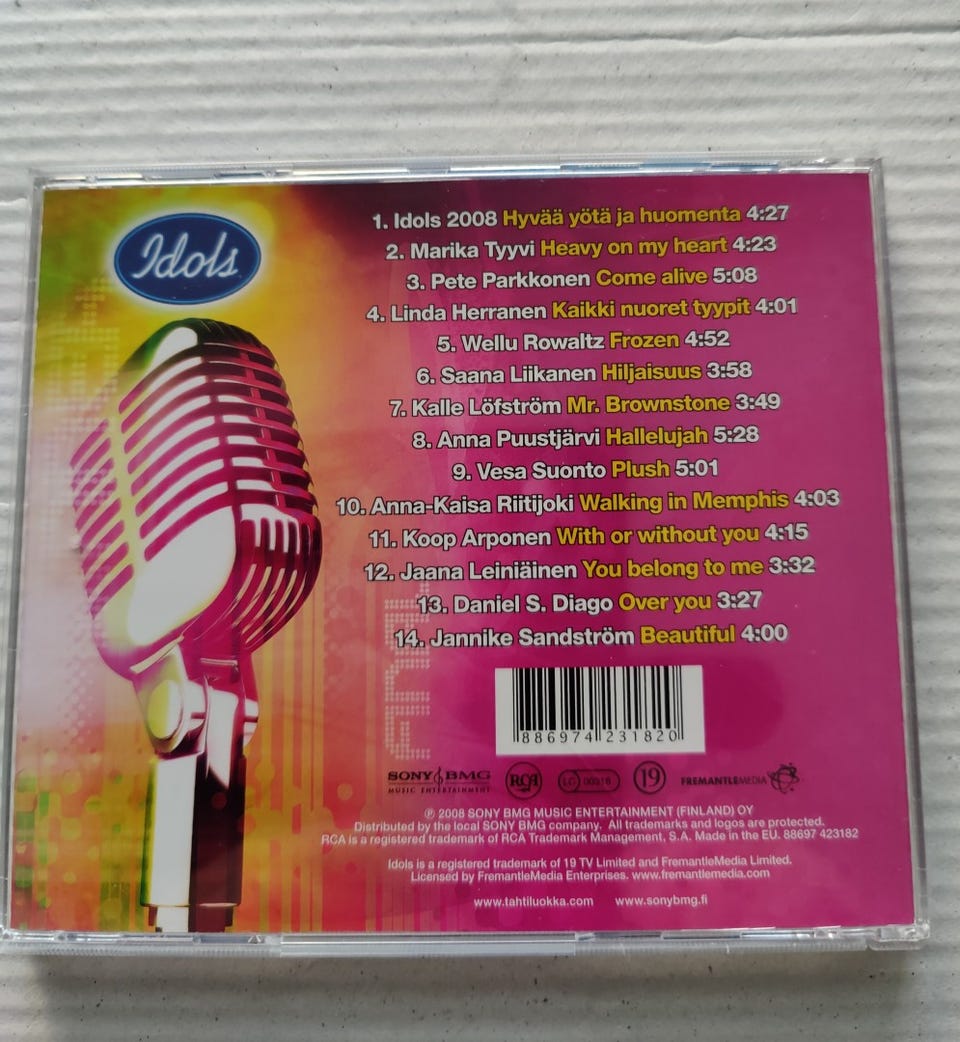 Idols
1. Idols 2008 Hyvää yötä ja huomenta 4:27
2. Marika Tyyvi Heavy on my heart 4:23
3. Pete Parkkonen Come alive 5:08
4. Linda Herranen Kaikki nuoret tyypit 4:01
5. Wellu Rowaltz Frozen 4:52
6. Saana Liikanen Hiljaisuus 3:58
7. Kalle Löfström Mr. Brownstone 3:49
8. Anna Puustjärvi Hallelujah 5:28
9. Vesa Suonto Plush 5:01
10. Anna-Kaisa Riitijoki Walking in Memphis 4:03
11. Koop Arponen With or without you 4:15
12. Jaana Leiniäinen You belong to me 3:32
13. Daniel S. Diago Over you 3:27
14. Jannike Sandström Beautiful 4:00
886974 231820
SONY BMG
MUSIC ENTERTAINMENT
RCA
LC 00316
19
FREMANTLEMEDIA
℗ 2008 SONY BMG MUSIC ENTERTAINMENT (FINLAND) OY
Distributed by the local SONY BMG company. All trademarks and logos are protected.
RCA is a registered trademark of RCA Trademark Management, S.A. Made in the EU. 88697 423182
Idols is a registered trademark of 19 TV Limited and FremantleMedia Limited.
Licensed by FremantleMedia Enterprises. www.fremantlemedia.com
www.tahtiluokka.com www.sonybmg.fi